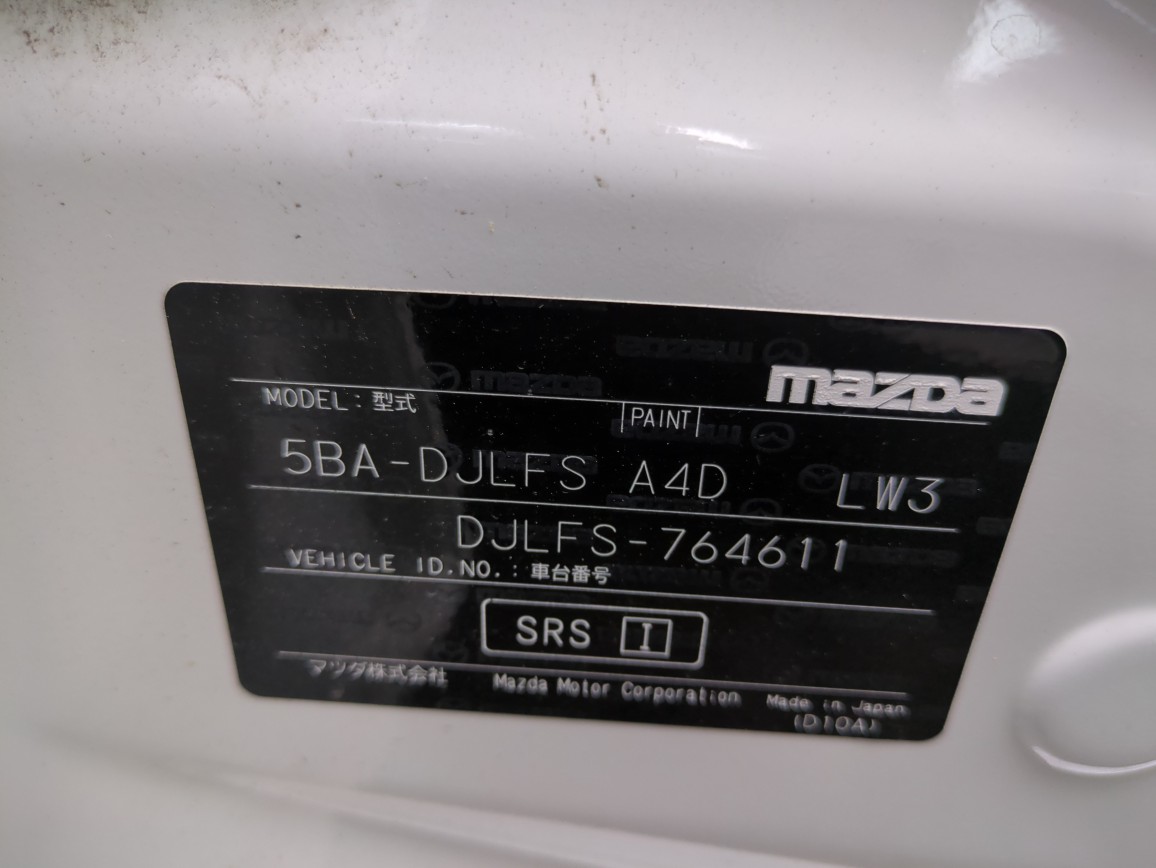 mazDa
MODEL: 型式
PAINT
5BA-DJLFS A4D LW3
DJLFS-764611
VEHICLE ID.NO.: 車台番号
SRS I
マツダ株式会社 Mazda Motor Corporation Made in Japan
(D10A)